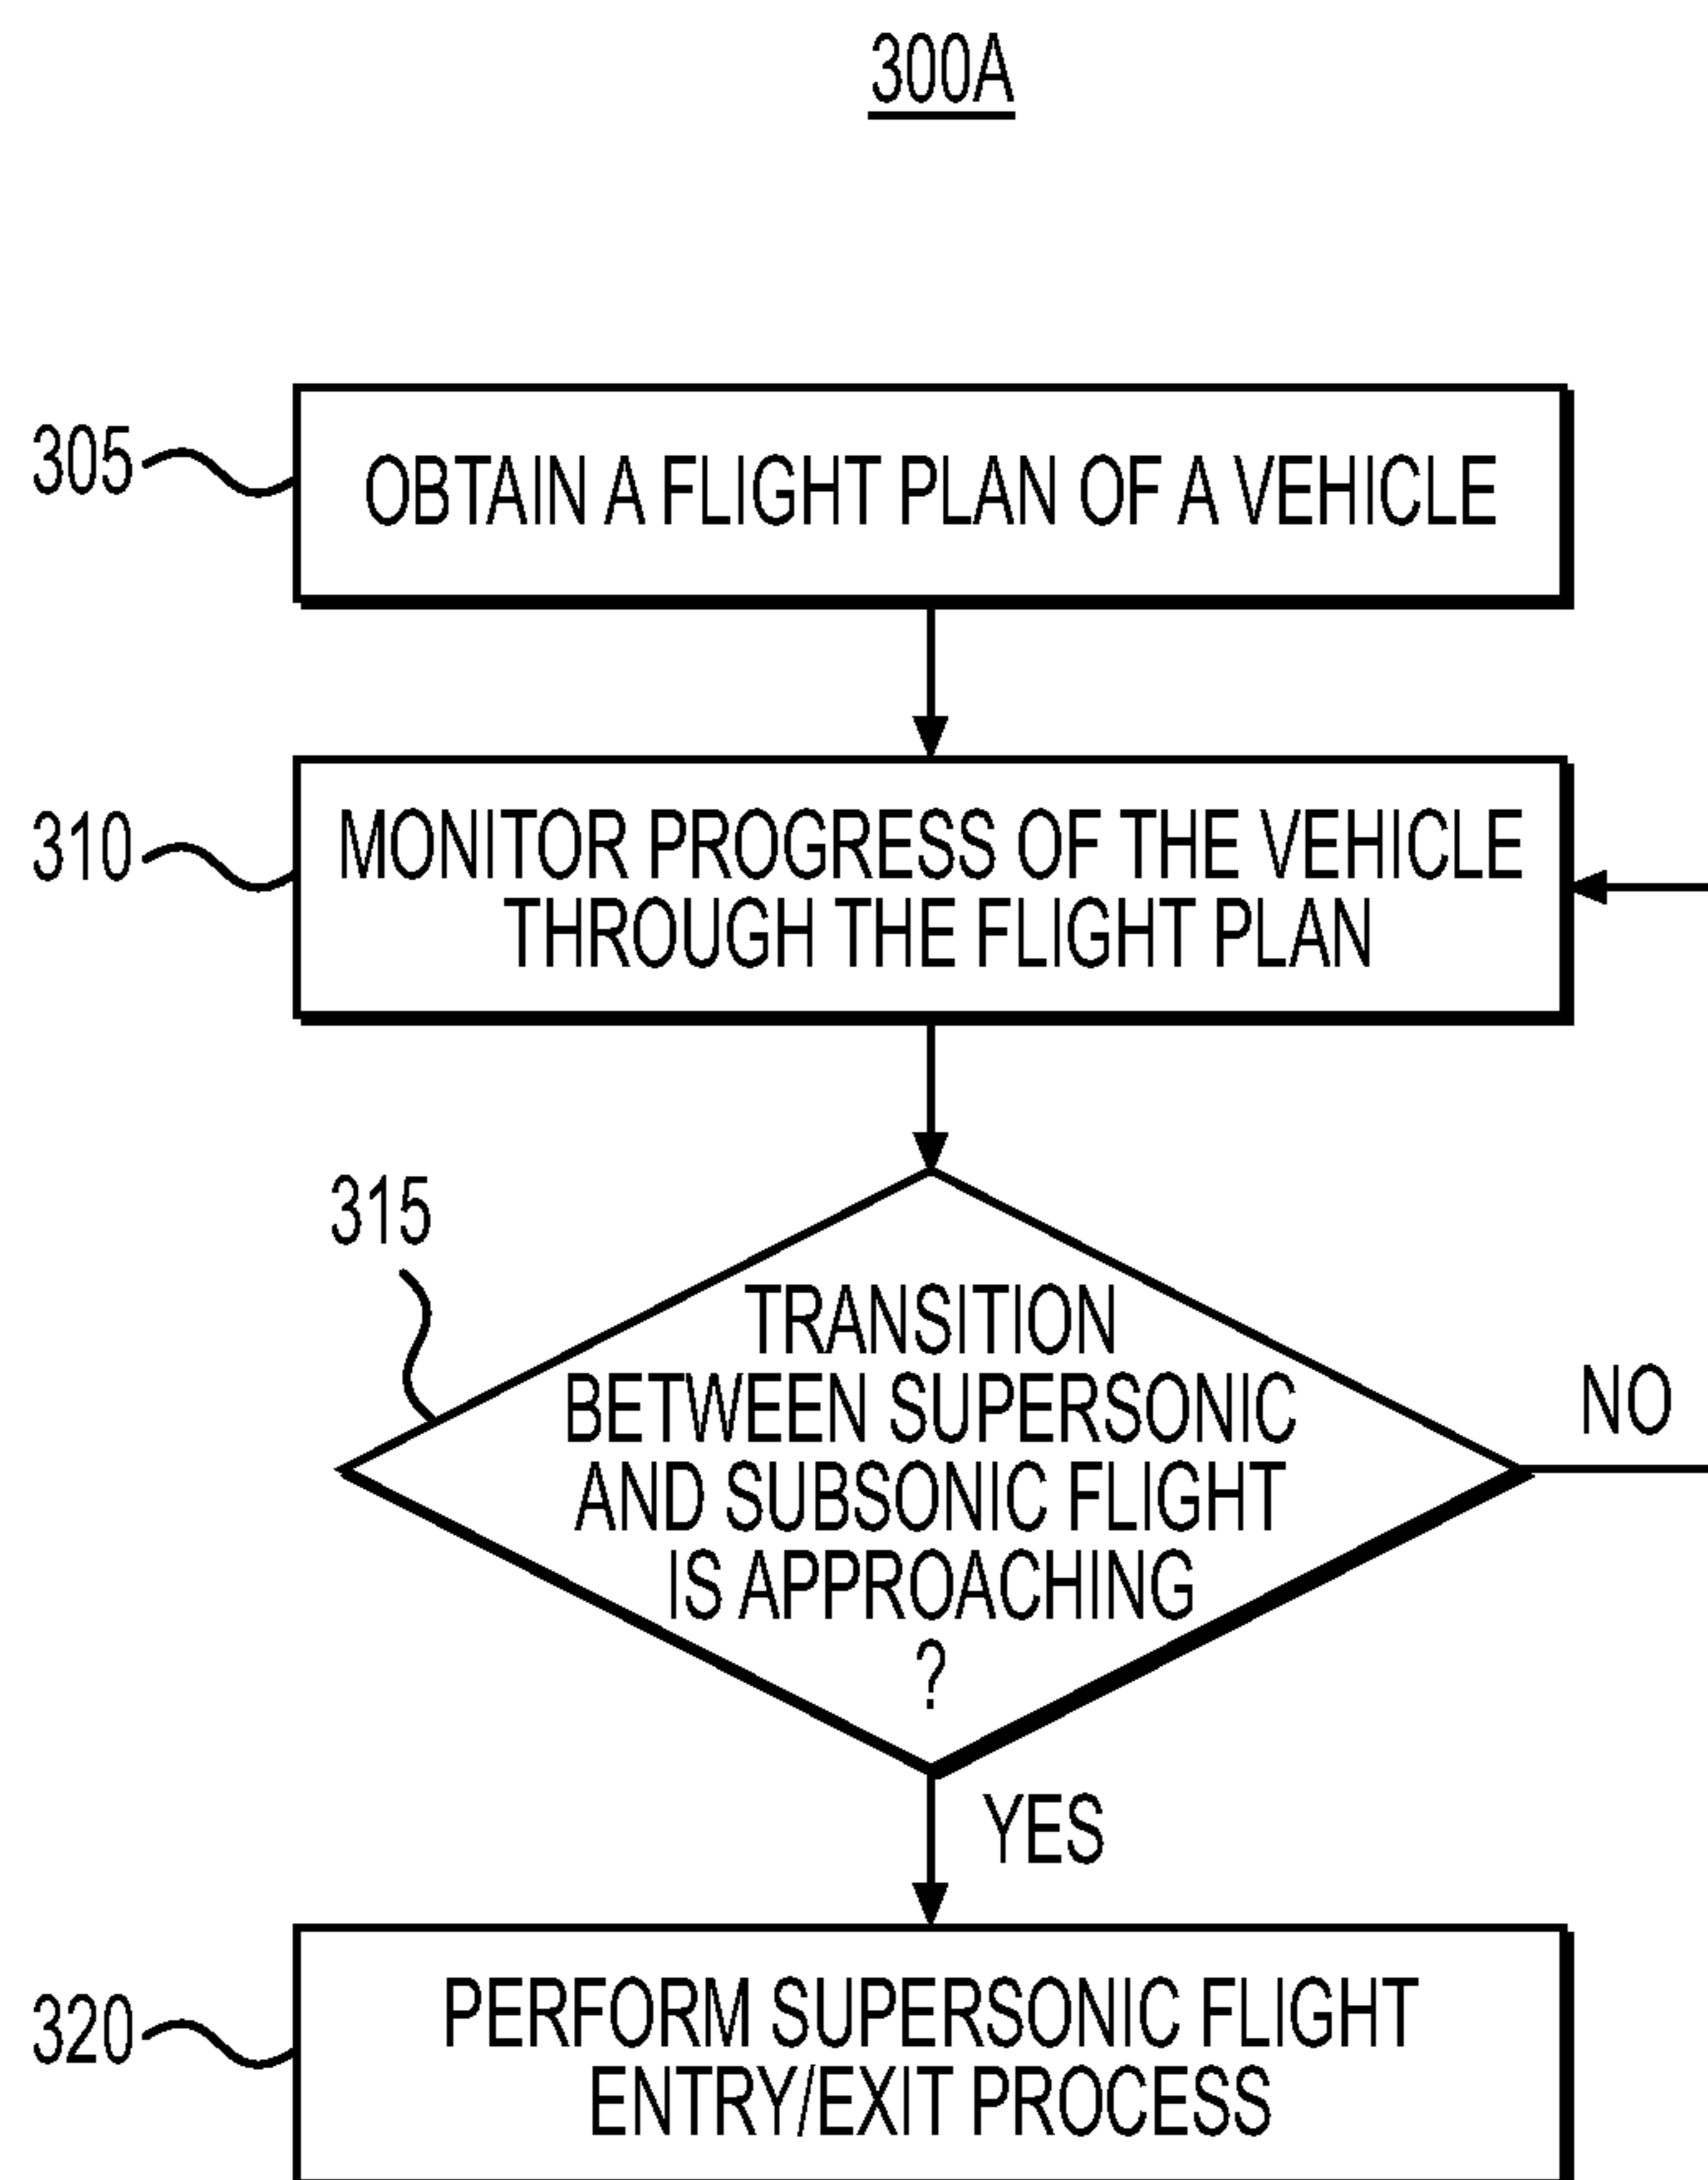 300A
305
OBTAIN A FLIGHT PLAN OF A VEHICLE
310
MONITOR PROGRESS OF THE VEHICLE
THROUGH THE FLIGHT PLAN
315
TRANSITION
BETWEEN SUPERSONIC
AND SUBSONIC FLIGHT
IS APPROACHING
?
NO
YES
320
PERFORM SUPERSONIC FLIGHT
ENTRY/EXIT PROCESS